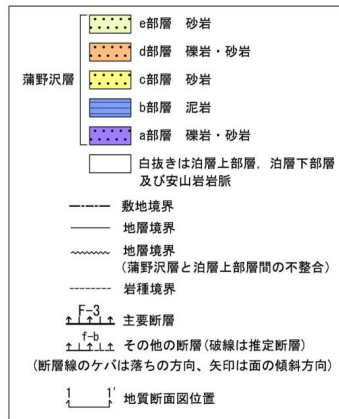 蒲野沢層
e部層 砂岩
d部層 礫岩・砂岩
c部層 砂岩
b部層 泥岩
a部層 礫岩・砂岩
白抜きは泊層上部層，泊層下部層
及び安山岩岩脈
敷地境界
地層境界
地層境界
(蒲野沢層と泊層上部層間の不整合)
岩種境界
F-3 主要断層
f-b その他の断層(破線は推定断層)
(断層線のケバは落ちの方向、矢印は面の傾斜方向)
1 1' 地質断面図位置